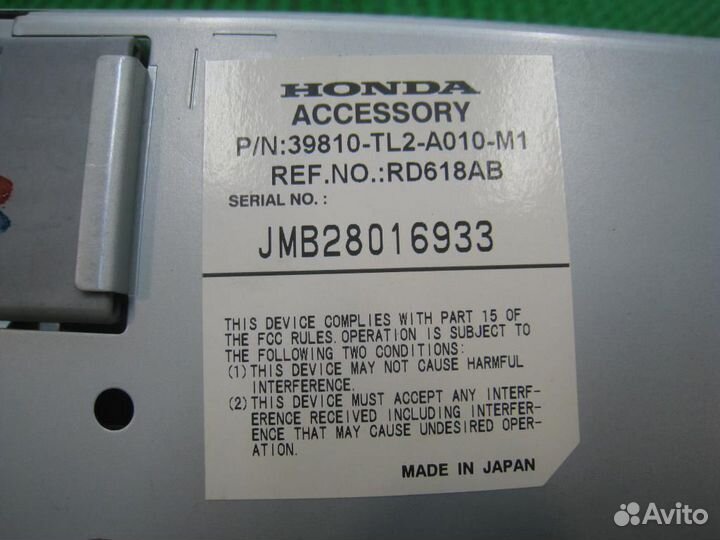 HONDA
ACCESSORY
P/N:39810-TL2-A010-M1
REF.NO.:RD618AB
SERIAL NO. :
JMB28016933
THIS DEVICE COMPLIES WITH PART 15 OF
THE FCC RULES.OPERATION IS SUBJECT TO
THE FOLLOWING TWO CONDITIONS:
(1) THIS DEVICE MAY NOT CAUSE HARMFUL
INTERFERENCE.
(2) THIS DEVICE MUST ACCEPT ANY INTERF-
ERENCE RECEIVED INCLUDING INTERFER-
ENCE THAT MAY CAUSE UNDESIRED OPER-
ATION.
MADE IN JAPAN
Avito